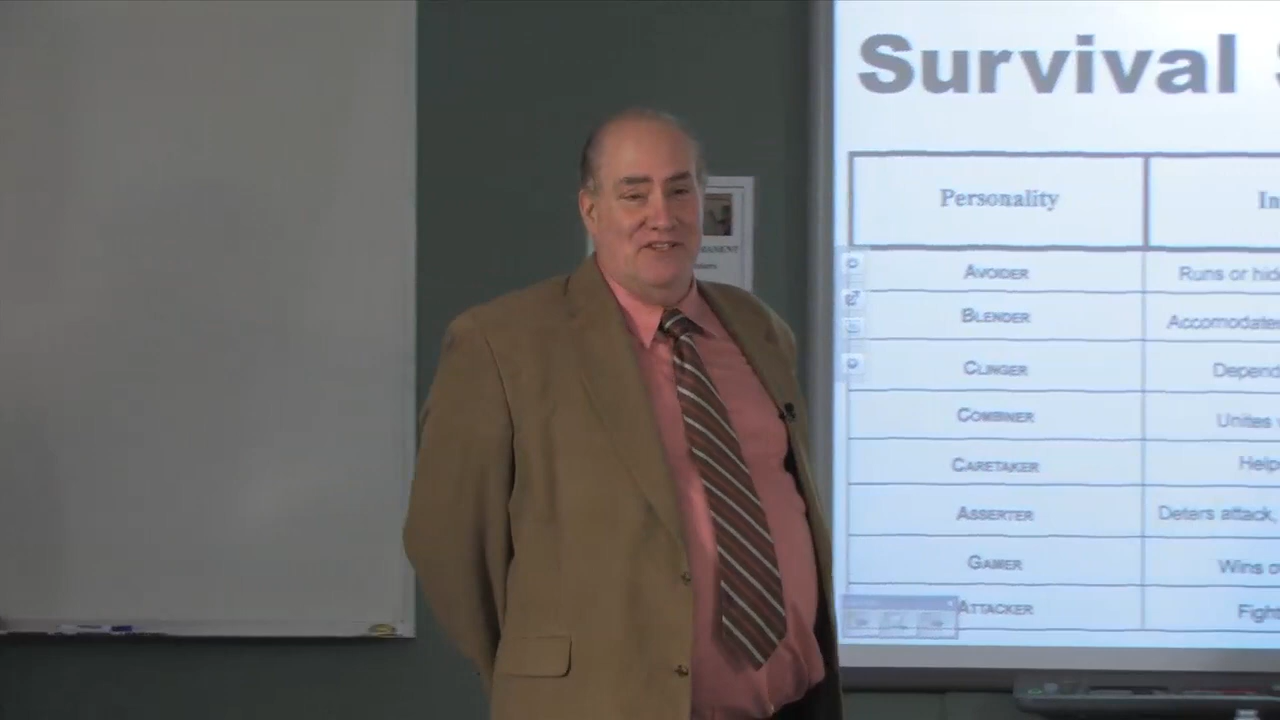 Survival
Personality
AVOIDER
Runs or hid
BLENDER
Accomodate
CLINGER
Depend
COMBINER
Unites
CARETAKER
Help
ASSERTER
Deters attack,
GAMER
Wins o
ATTACKER
Figh